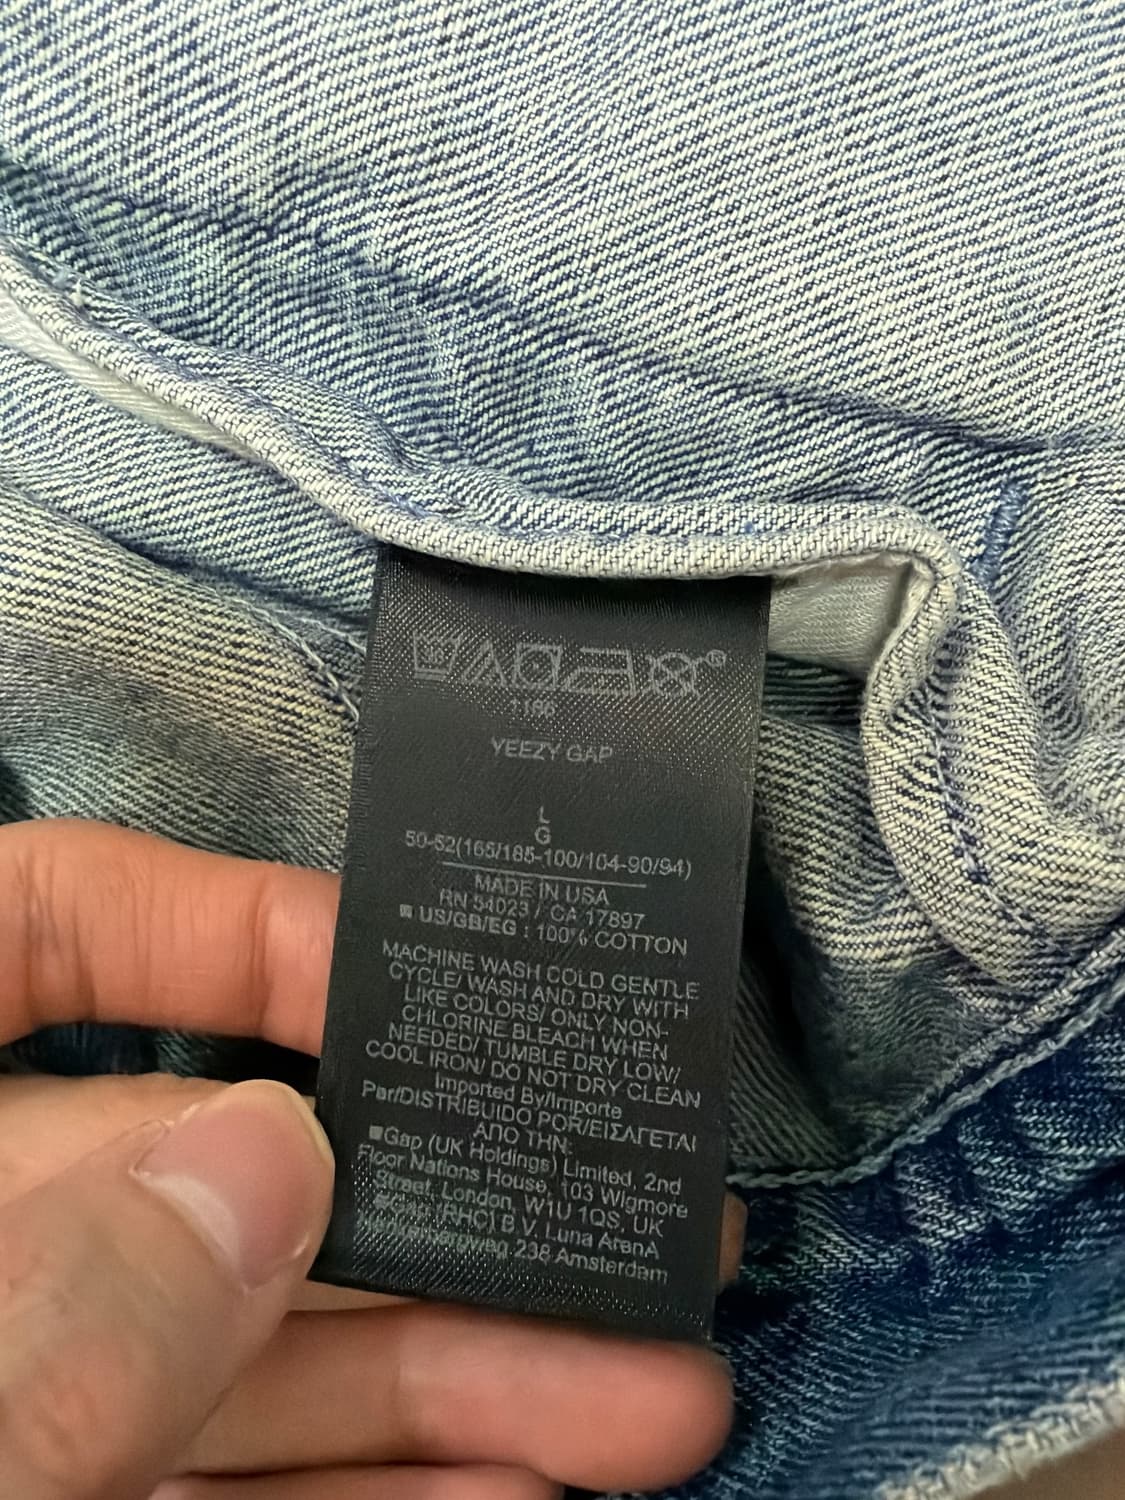 YEEZY GAP
L
G
50-52(165/185-100/104-90/94)
MADE IN USA
RN 54023 / CA 17897
US/GB/EG : 100% COTTON
MACHINE WASH COLD GENTLE
CYCLE/ WASH AND DRY WITH
LIKE COLORS/ ONLY NON-
CHLORINE BLEACH WHEN
NEEDED/ TUMBLE DRY LOW/
COOL IRON/ DO NOT DRY CLEAN
Imported By/Importe
Par/DISTRIBUIDO POR/ΕΙΣΑΓΕΤΑΙ
ΑΠΟ ΤΗΝ:
Gap (UK Holdings) Limited, 2nd
Floor Nations House, 103 Wigmore
Street, London, W1U 1QS, UK
(RHC) B.V. Luna ArenA
238 Amsterdam